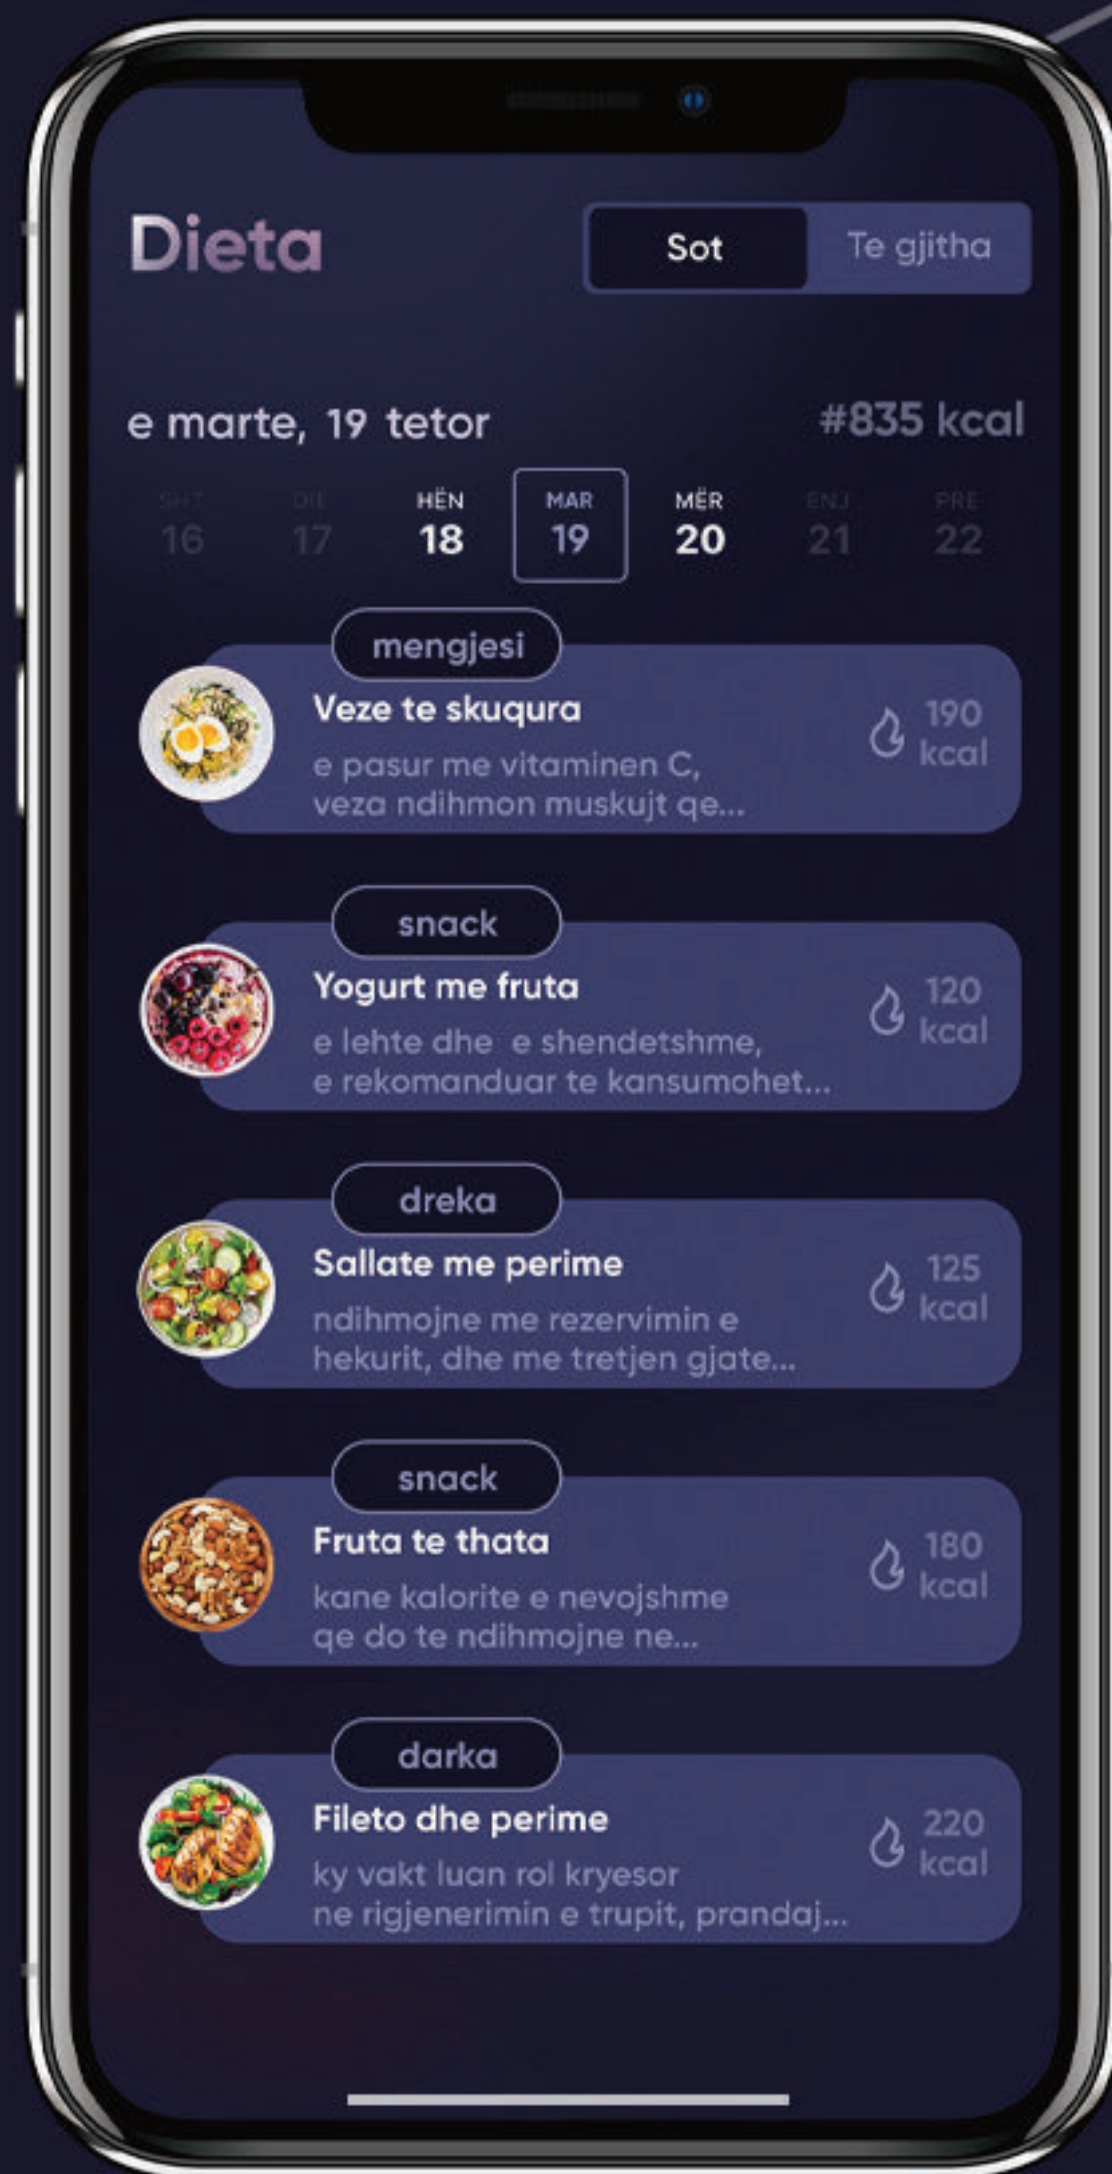 Dieta
Sot
Te gjitha
e marte, 19 tetor
#835 kcal
SHT DIE HËN MAR MËR ENJ PRE
16 17 18 19 20 21 22
mengjesi
Veze te skuqura
e pasur me vitaminen C,
veza ndihmon muskujt qe...
190
kcal
snack
Yogurt me fruta
e lehte dhe e shendetshme,
e rekomanduar te kansumohet...
120
kcal
dreka
Sallate me perime
ndihmojne me rezervimin e
hekurit, dhe me tretjen gjate...
125
kcal
snack
Fruta te thata
kane kalorite e nevojshme
qe do te ndihmojne ne...
180
kcal
darka
Fileto dhe perime
ky vakt luan rol kryesor
ne rigjenerimin e trupit, prandaj...
220
kcal